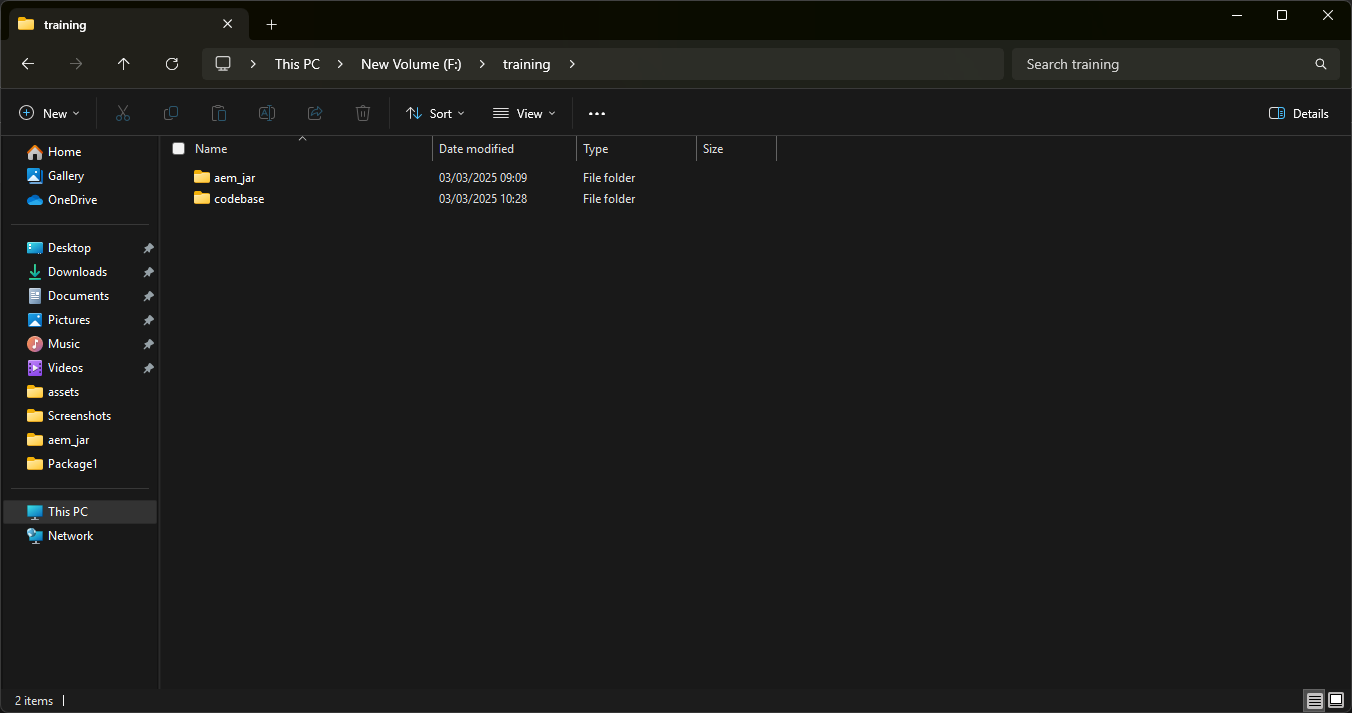 training
This PC New Volume (F:) training
Search training
New
Sort
View
Details
Name Date modified Type Size
aem_jar 03/03/2025 09:09 File folder
codebase 03/03/2025 10:28 File folder
Home
Gallery
OneDrive
Desktop
Downloads
Documents
Pictures
Music
Videos
assets
Screenshots
aem_jar
Package1
This PC
Network
2 items